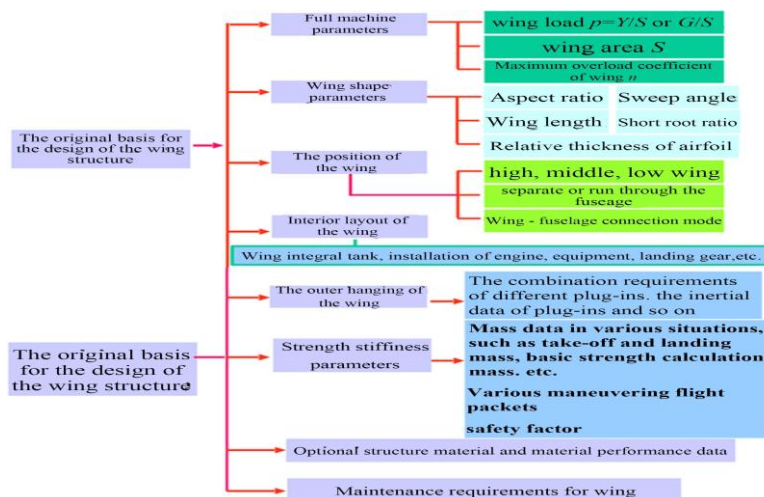 Full machine
parameters
wing load p=Y/S or G/S
wing area S
Maximum overload coefficient
of wing n
Wing shape
parameters
Aspect ratio
Sweep angle
Wing length
Short root ratio
Relative thickness of airfoil
The original basis for
the design of the wing
structure
The position of
the wing
high, middle, low wing
separate or run through the
fuseage
Wing - fuselage connection mode
Interior layout of
the wing
Wing integral tank, installation of engine, equipment, landing gear,etc.
The outer hanging of
the wing
The combination requirements
of different plug-ins. the inertial
data of plug-ins and so on
The original basis
for the design of
the wing structure
Strength stiffness
parameters
Mass data in various situations,
such as take-off and landing
mass, basic strength calculation
mass. etc.
Various maneuvering flight
packets
safety factor
Optional structure material and material performance data
Maintenance requirements for wing